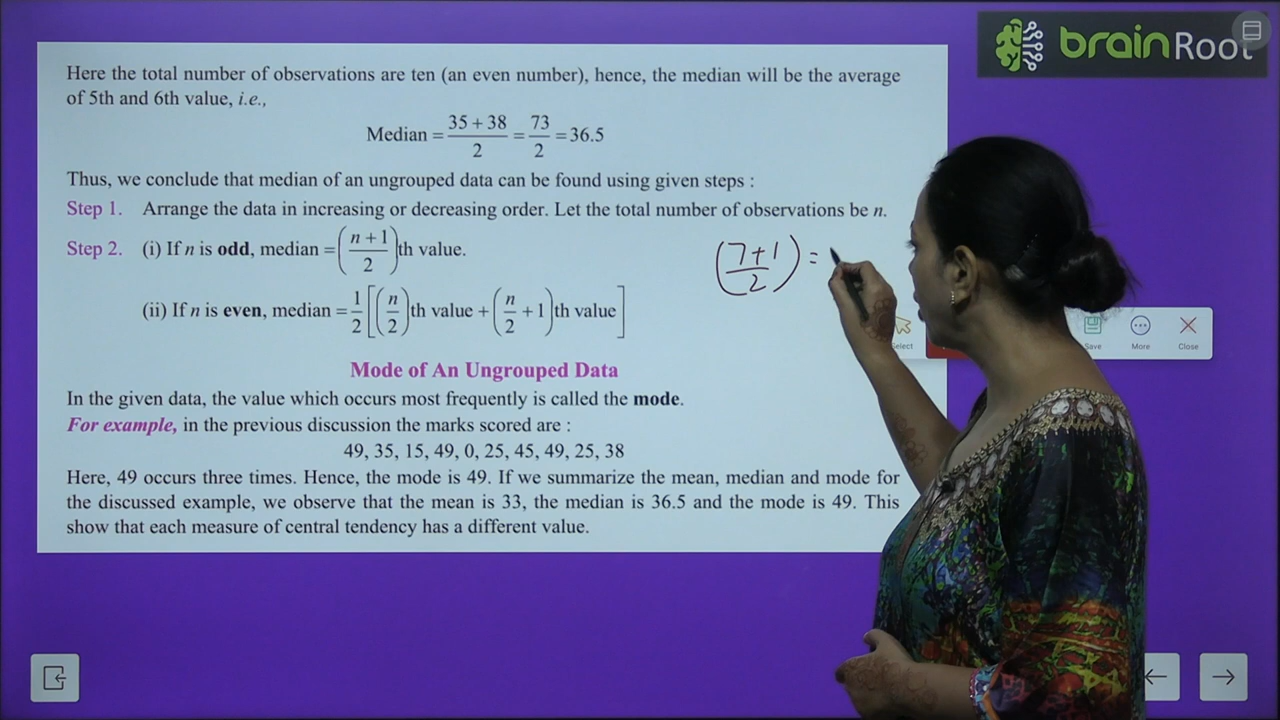 brainRoot
Here the total number of observations are ten (an even number), hence, the median will be the average
of 5th and 6th value, i.e.,
Median = (35 + 38)/2 = 73/2 = 36.5
Thus, we conclude that median of an ungrouped data can be found using given steps :
Step 1. Arrange the data in increasing or decreasing order. Let the total number of observations be n.
Step 2. (i) If n is odd, median = ((n + 1)/2)th value.
(7+1/2) =
(ii) If n is even, median = 1/2[(n/2)th value + (n/2 + 1)th value]
Save More Close
Mode of An Ungrouped Data
In the given data, the value which occurs most frequently is called the mode.
For example, in the previous discussion the marks scored are :
49, 35, 15, 49, 0, 25, 45, 49, 25, 38
Here, 49 occurs three times. Hence, the mode is 49. If we summarize the mean, median and mode for
the discussed example, we observe that the mean is 33, the median is 36.5 and the mode is 49. This
show that each measure of central tendency has a different value.